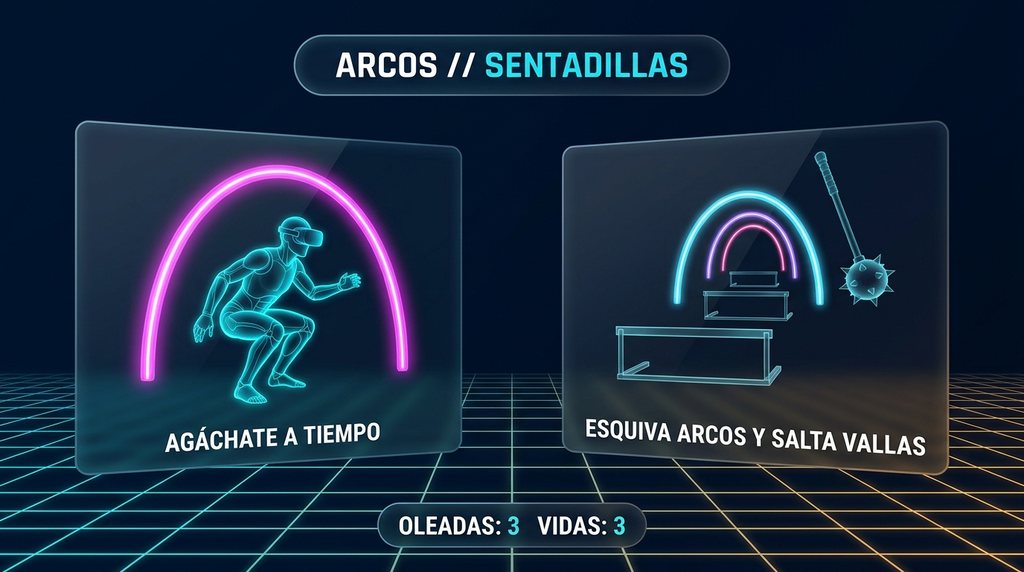 ARCOS // SENTADILLAS
AGÁCHATE A TIEMPO
ESQUIVA ARCOS Y SALTA VALLAS
OLEADAS: 3 VIDAS: 3